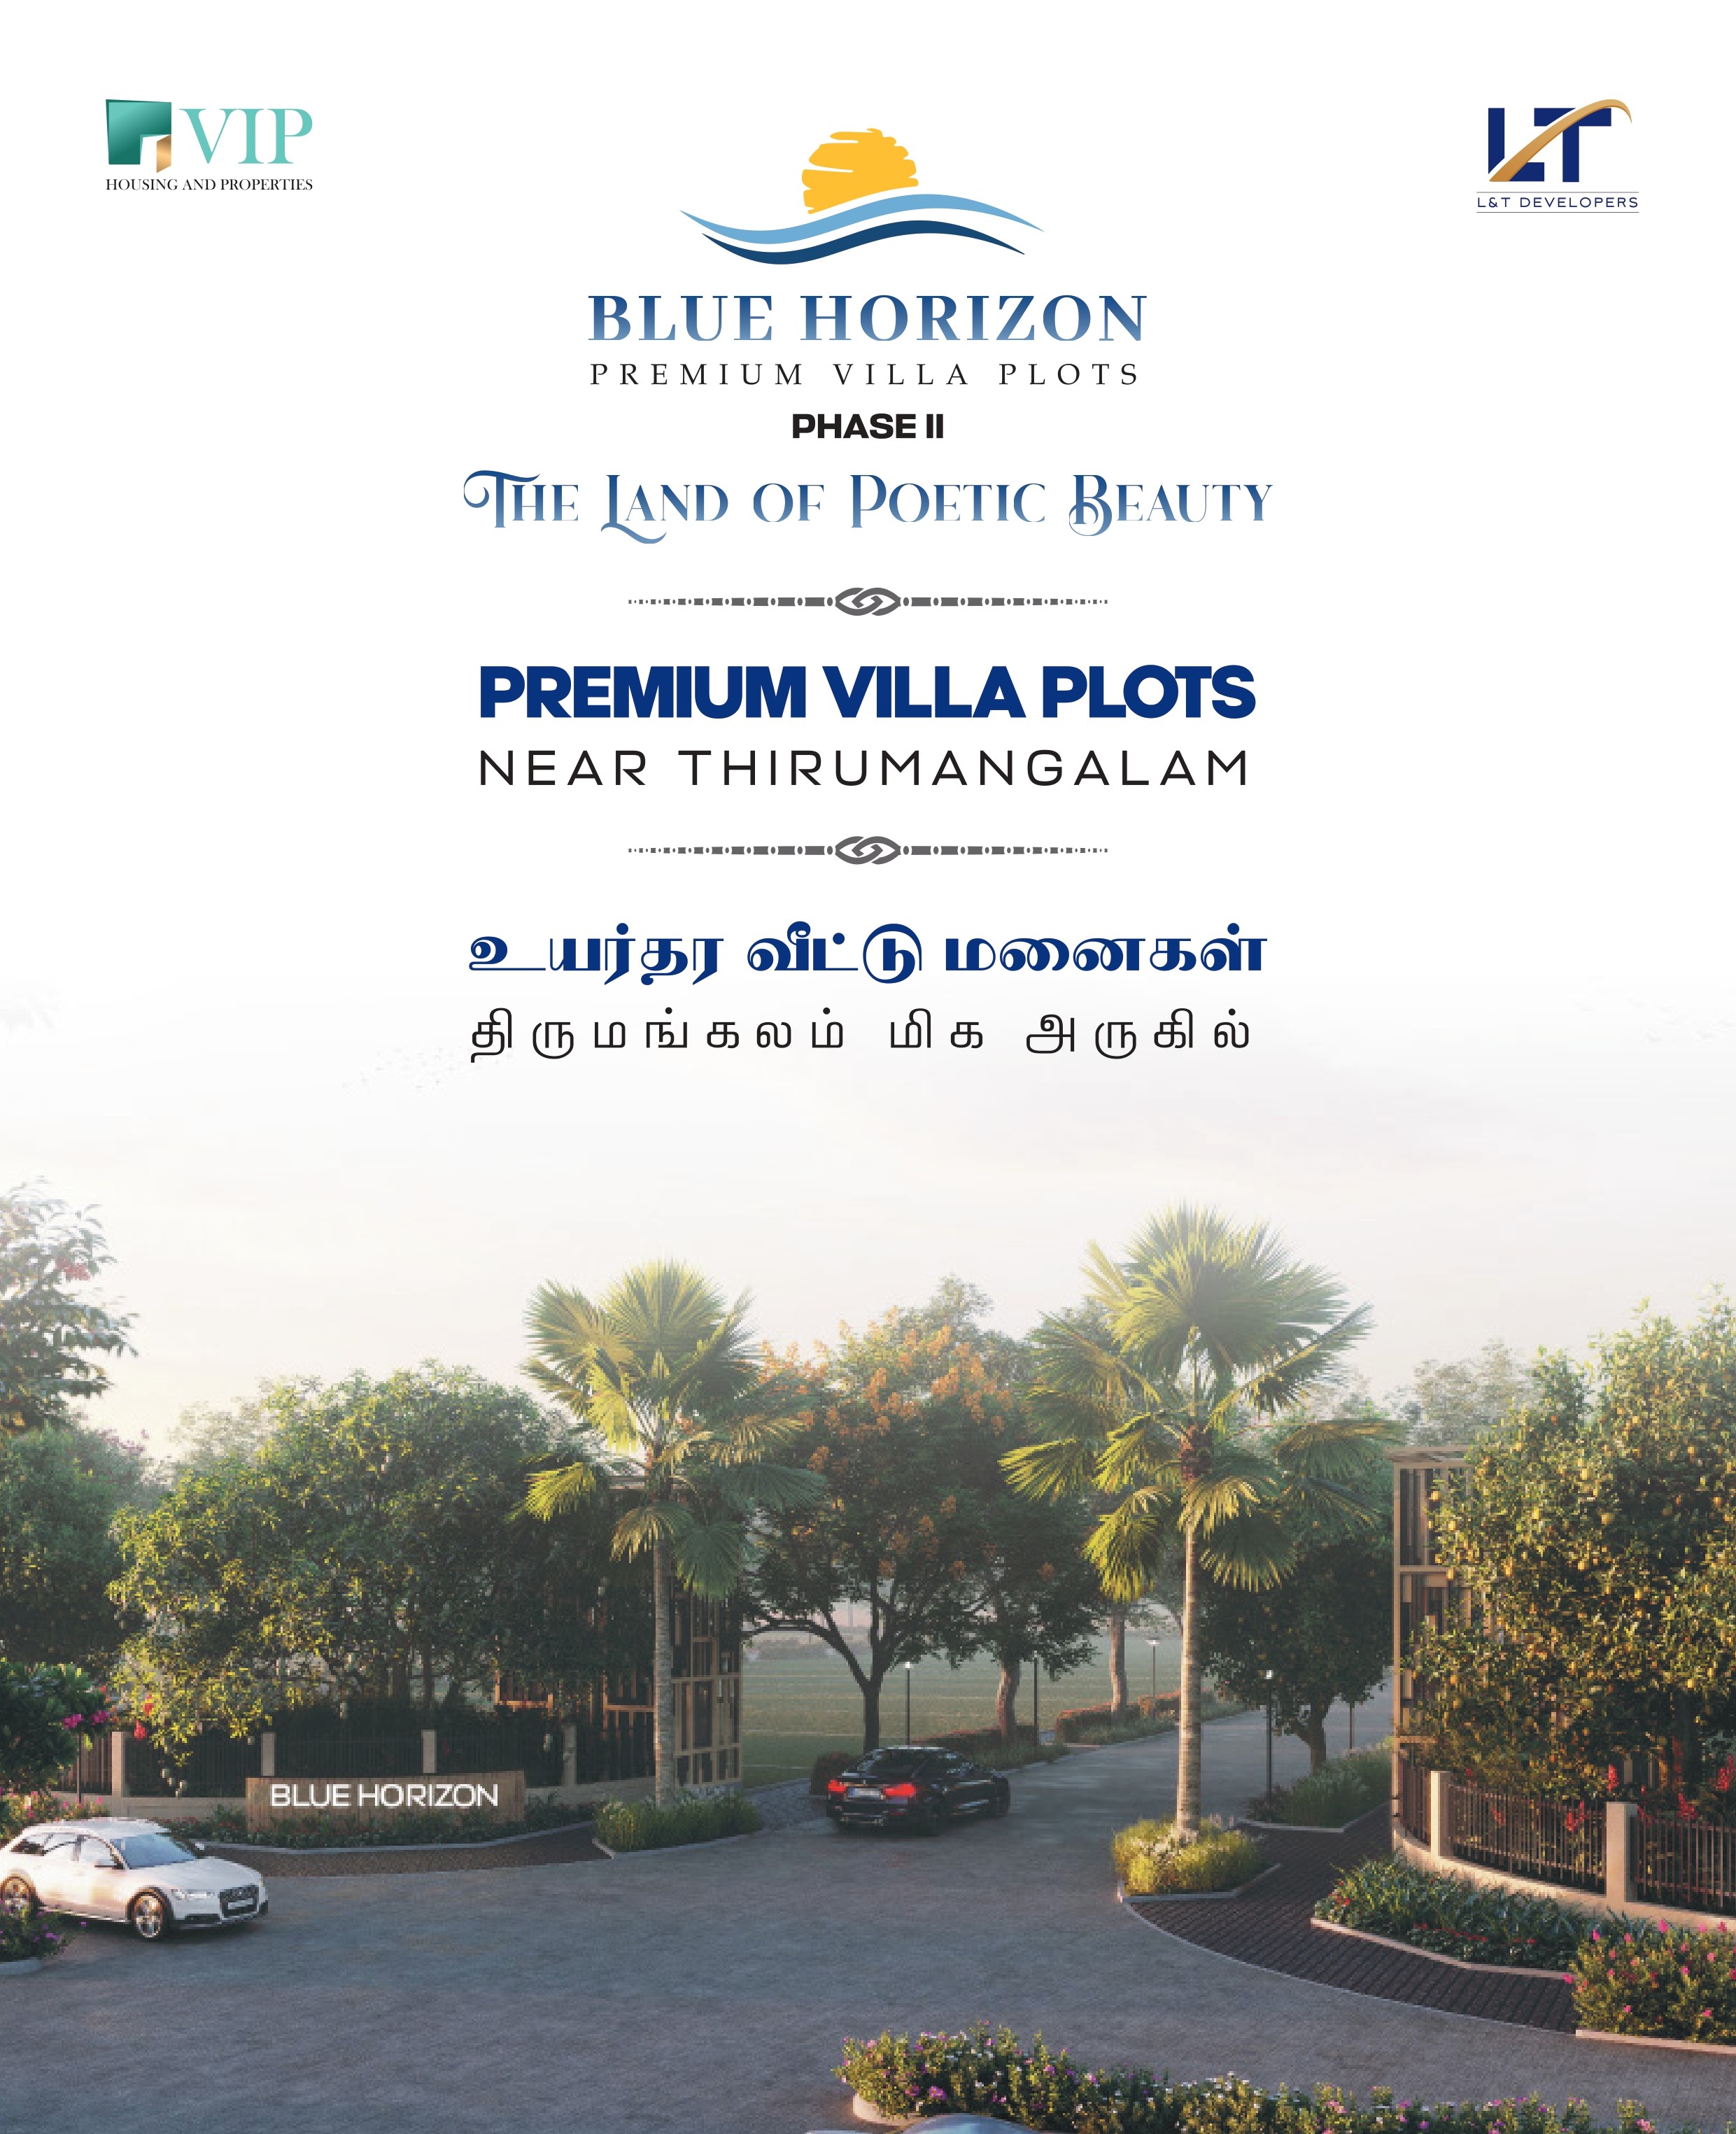 VIP
HOUSING AND PROPERTIES
LT
L&T DEVELOPERS
BLUE HORIZON
PREMIUM VILLA PLOTS
PHASE II
THE LAND OF POETIC BEAUTY
PREMIUM VILLA PLOTS
NEAR THIRUMANGALAM
உயர்தர வீட்டு மனைகள்
திருமங்கலம் மிக அருகில்
BLUE HORIZON